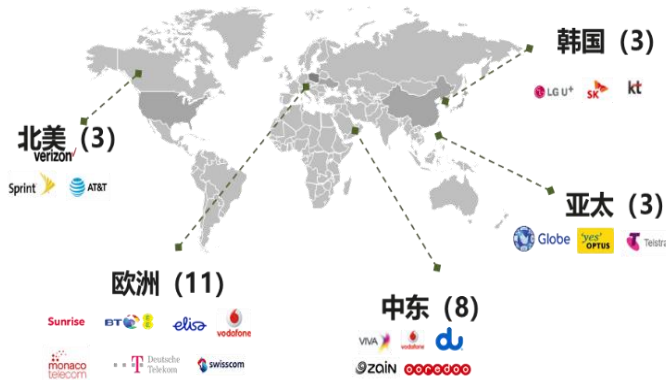 韩国（3）
LG U+
SK
kt
北美（3）
verizon
Sprint
AT&T
亚太（3）
Globe
'yes' OPTUS
Telstra
欧洲（11）
Sunrise
BT
EE
elisa
vodafone
monaco telecom
T
Deutsche Telekom
swisscom
中东（8）
VIVA
vodafone
du
zain
ooredoo